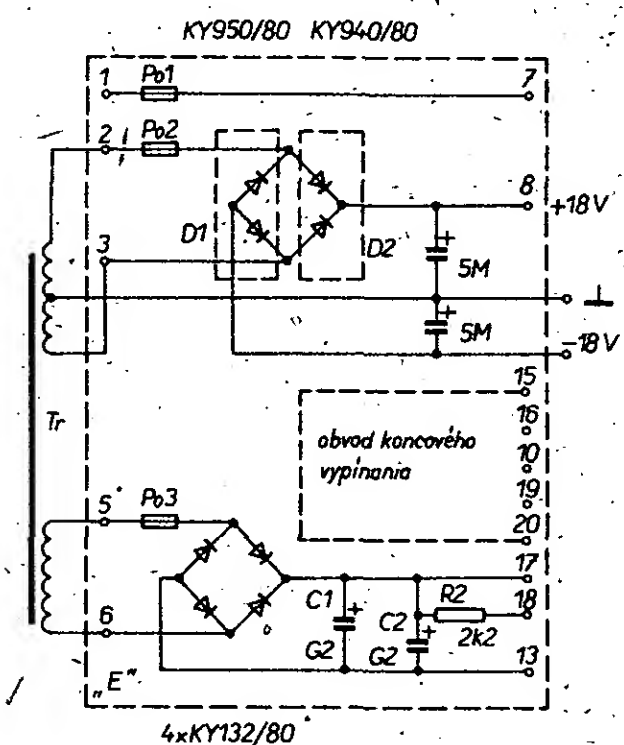 KY950/80 KY940/80
1
Po1
7
2
Po2
8
+18V
3
D1
D2
+
5M
+
5M
-18V
15
Tr
obvod koncového
vypínania
16
10
19
20
5
Po3
17
C1
+
G2
C2
+
G2
R2
2k2
18
6
13
„E"
4xKY132/80